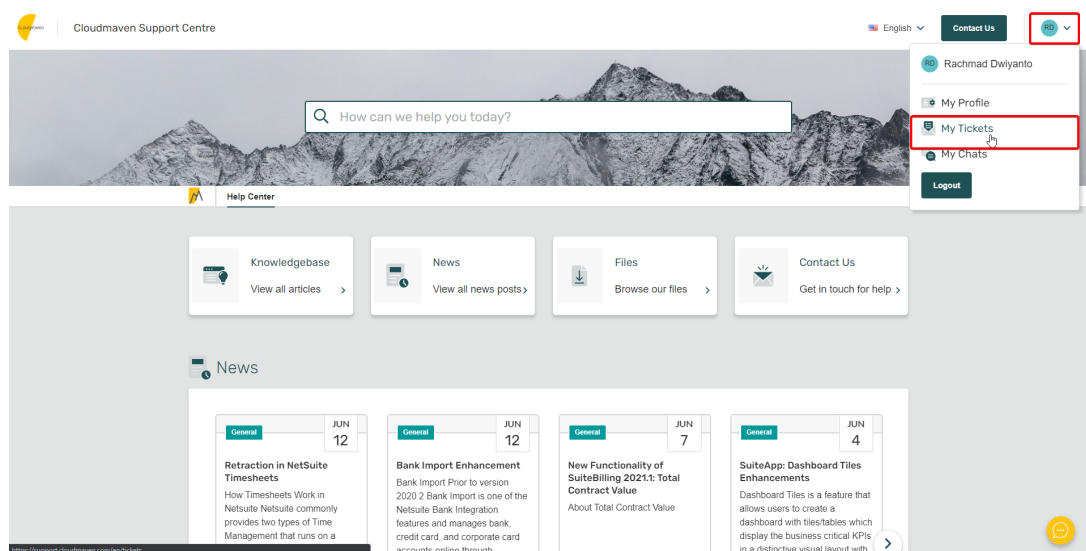 Cloudmaven
Cloudmaven Support Centre
English
Contact Us
RD
RD
Rachmad Dwiyanto
My Profile
My Tickets
My Chats
Logout
How can we help you today?
Help Center
Knowledgebase
View all articles
News
View all news posts
Files
Browse our files
Contact Us
Get in touch for help
News
General
JUN
12
Retraction in NetSuite
Timesheets
How Timesheets Work in
Netsuite Netsuite commonly
provides two types of Time
Management that runs on a
General
JUN
12
Bank Import Enhancement
Bank Import Prior to version
2020.2 Bank Import is one of the
Netsuite Bank Integration
features and manages bank,
credit card, and corporate card
accounts online through
General
JUN
7
New Functionality of
SuiteBilling 2021.1: Total
Contract Value
About Total Contract Value
General
JUN
4
SuiteApp: Dashboard Tiles
Enhancements
Dashboard Tiles is a feature that
allows users to create a
dashboard with tiles/tables which
display the business critical KPIs
in a distinctive visual layout with
https://support.cloudmaven.com/en/tickets